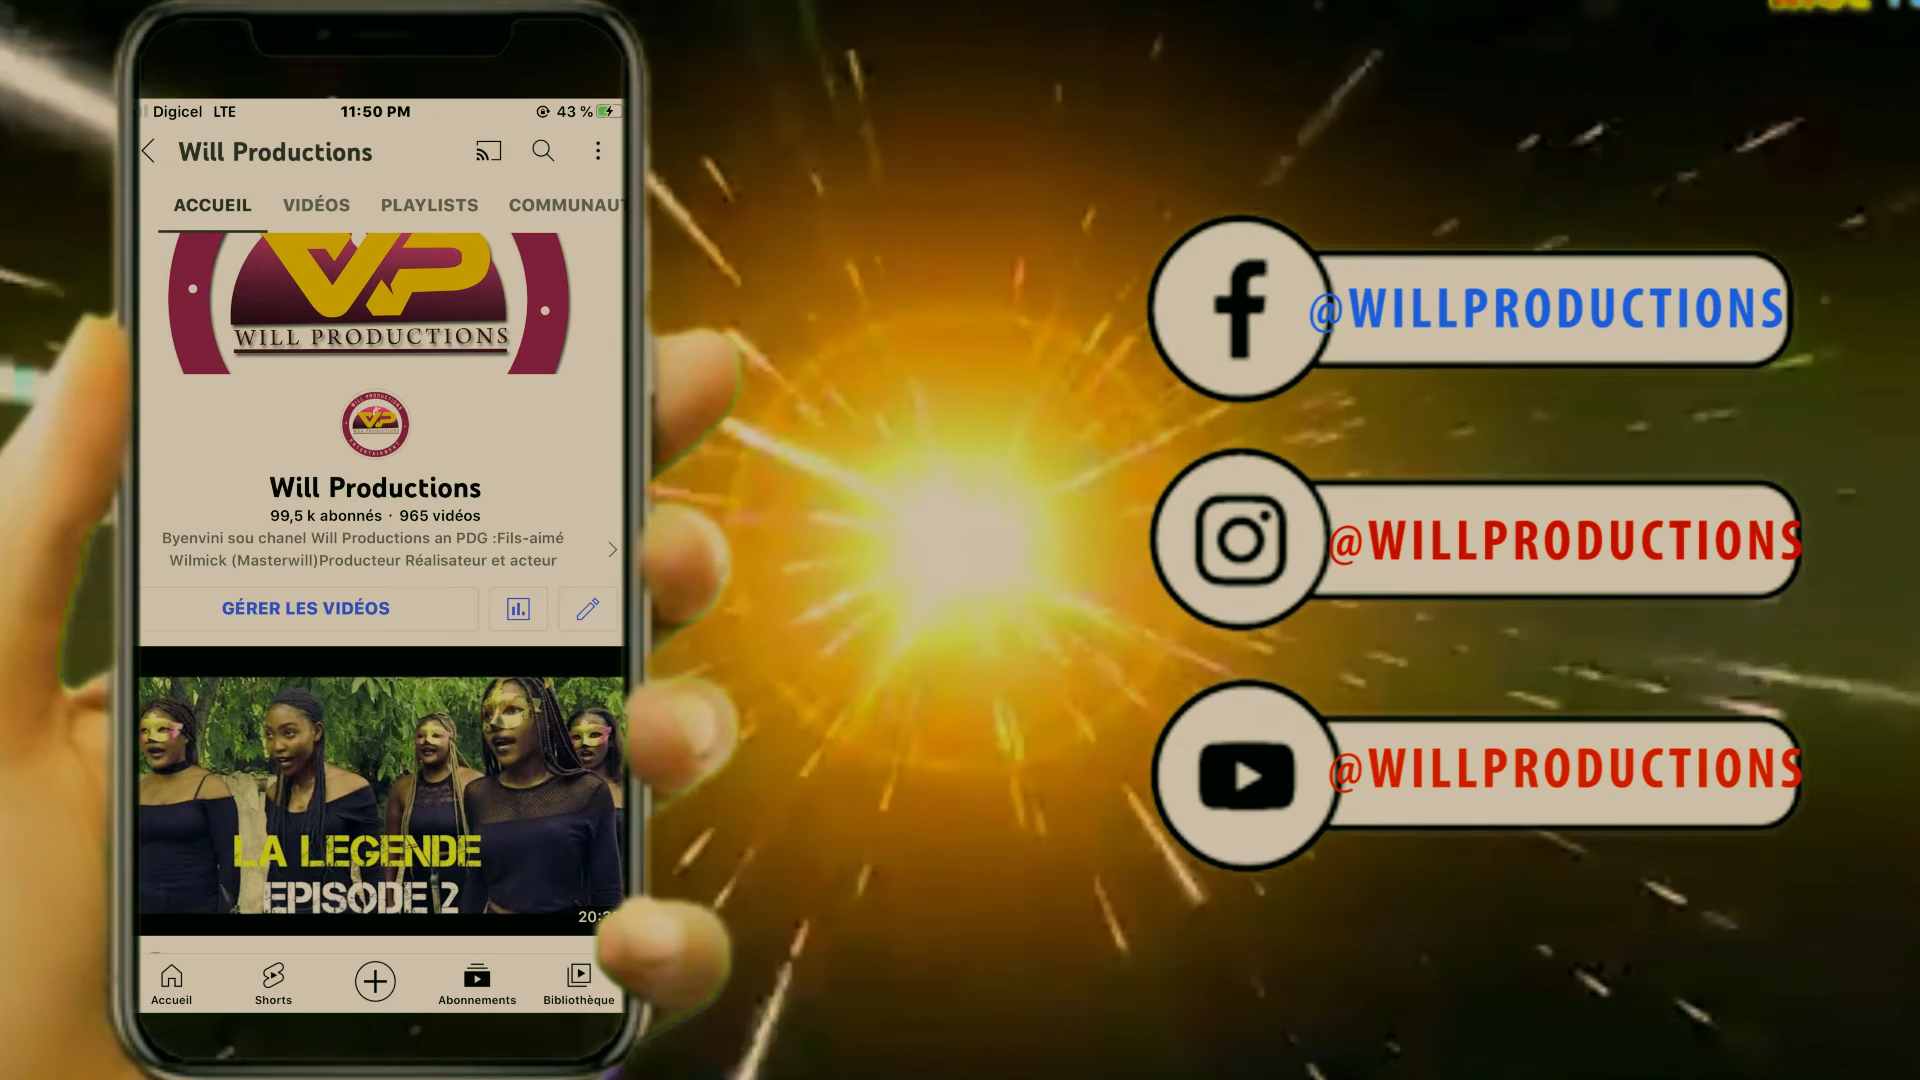 Digicel LTE 11:50 PM 43 %
Will Productions
ACCUEIL VIDÉOS PLAYLISTS COMMUNAUT
VP
WILL PRODUCTIONS
Will Productions
99,5 k abonnés · 965 vidéos
Byenvini sou chanel Will Productions an PDG :Fils-aimé
Wilmick (Masterwill)Producteur Réalisateur et acteur
GÉRER LES VIDÉOS
LA LEGENDE
EPISODE 2
Accueil Shorts Abonnements Bibliothèque
@WILLPRODUCTIONS
@WILLPRODUCTIONS
@WILLPRODUCTIONS